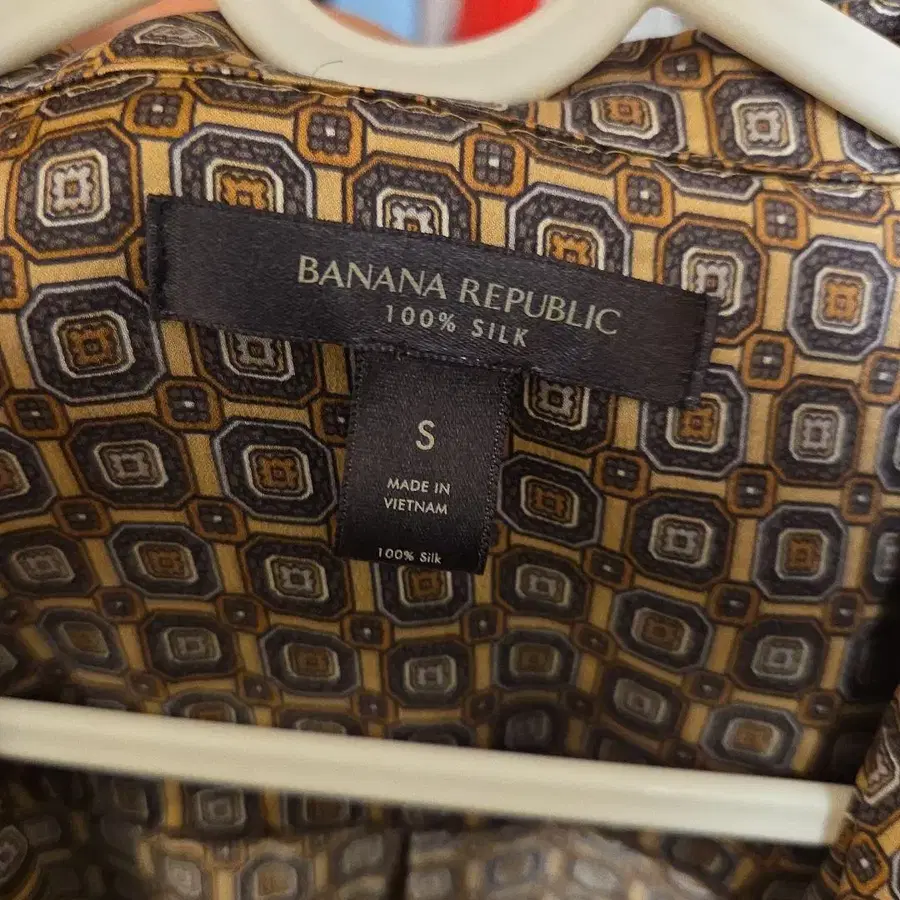 BANANA REPUBLIC
100% SILK
S
MADE IN
VIETNAM
100% Silk